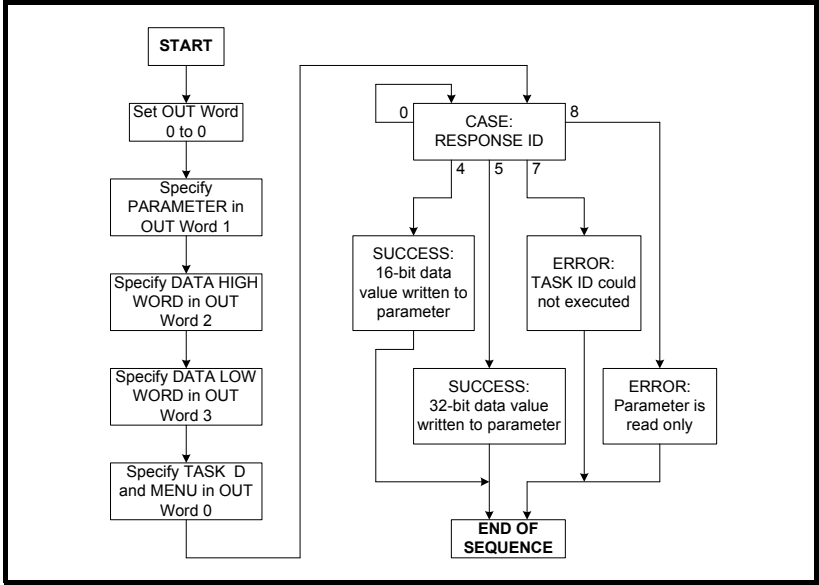 START
Set OUT Word
0 to 0
Specify
PARAMETER in
OUT Word 1
Specify DATA HIGH
WORD in OUT
Word 2
Specify DATA LOW
WORD in OUT
Word 3
Specify TASK D
and MENU in OUT
Word 0
CASE:
RESPONSE ID
0
8
4
5
7
SUCCESS:
16-bit data
value written to
parameter
ERROR:
TASK ID could
not executed
SUCCESS:
32-bit data value
written to parameter
ERROR:
Parameter is
read only
END OF
SEQUENCE